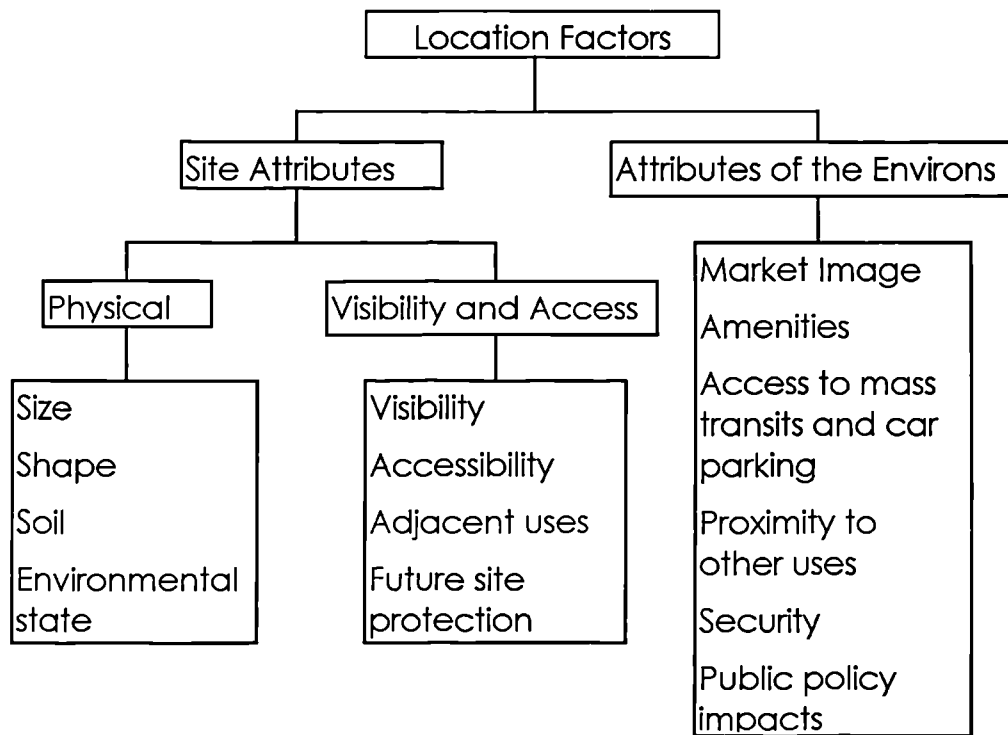 Location Factors
Site Attributes
Attributes of the Environs
Physical
Visibility and Access
Size
Shape
Soil
Environmental
state
Visibility
Accessibility
Adjacent uses
Future site
protection
Market Image
Amenities
Access to mass
transits and car
parking
Proximity to
other uses
Security
Public policy
impacts